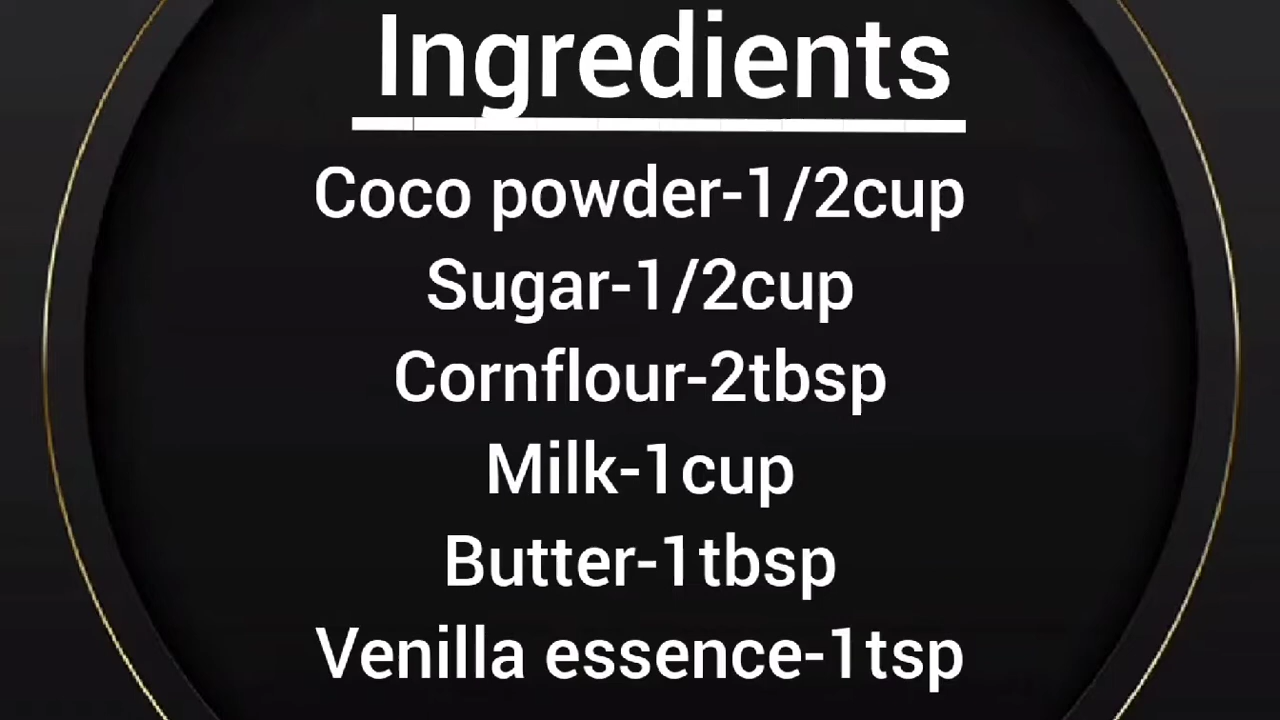 Ingredients
Coco powder-1/2cup
Sugar-1/2cup
Cornflour-2tbsp
Milk-1cup
Butter-1tbsp
Venilla essence-1tsp